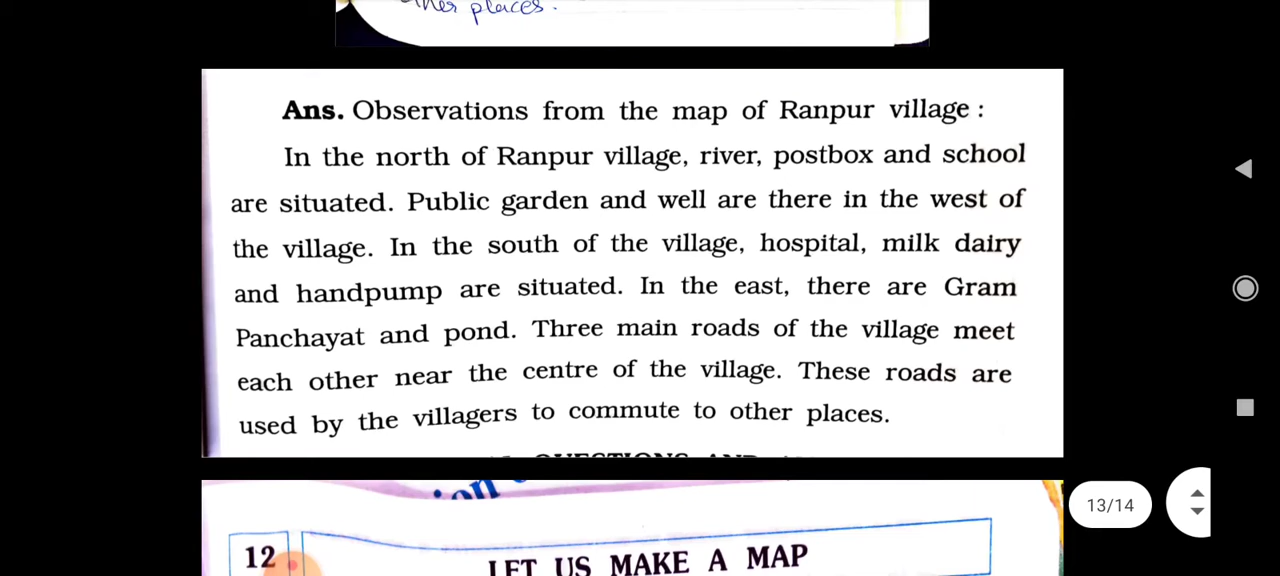 places.
Ans. Observations from the map of Ranpur village :
In the north of Ranpur village, river, postbox and school
are situated. Public garden and well are there in the west of
the village. In the south of the village, hospital, milk dairy
and handpump are situated. In the east, there are Gram
Panchayat and pond. Three main roads of the village meet
each other near the centre of the village. These roads are
used by the villagers to commute to other places.
13/14
12
LET US MAKE A MAP